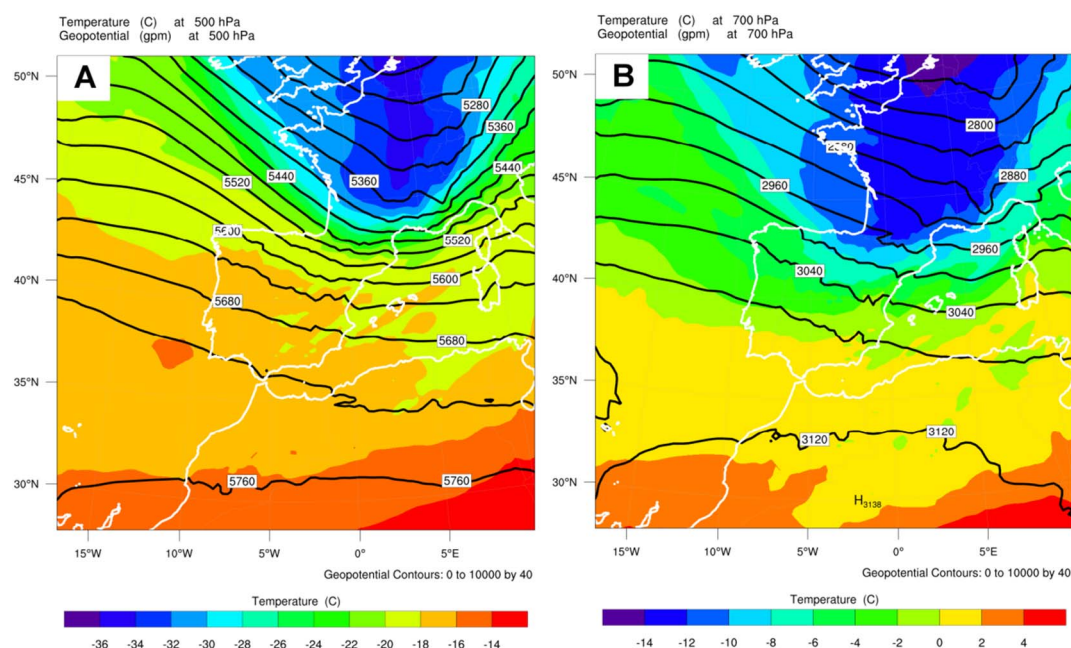 Temperature (C) at 500 hPa
Geopotential (gpm) at 500 hPa
A
50°N
45°N
40°N
35°N
30°N
5280
5360
5440
5520
5440
5360
5600
5520
5600
5680
5680
5760
15°W 10°W 5°W 0° 5°E
Geopotential Contours: 0 to 10000 by 40
Temperature (C)
-36 -34 -32 -30 -28 -26 -24 -22 -20 -18 -16 -14
Temperature (C) at 700 hPa
Geopotential (gpm) at 700 hPa
B
50°N
45°N
40°N
35°N
30°N
2800
2880
2880
2960
2960
3040
3040
3120
3120
H3138
15°W 10°W 5°W 0° 5°E
Geopotential Contours: 0 to 10000 by 40
Temperature (C)
-14 -12 -10 -8 -6 -4 -2 0 2 4